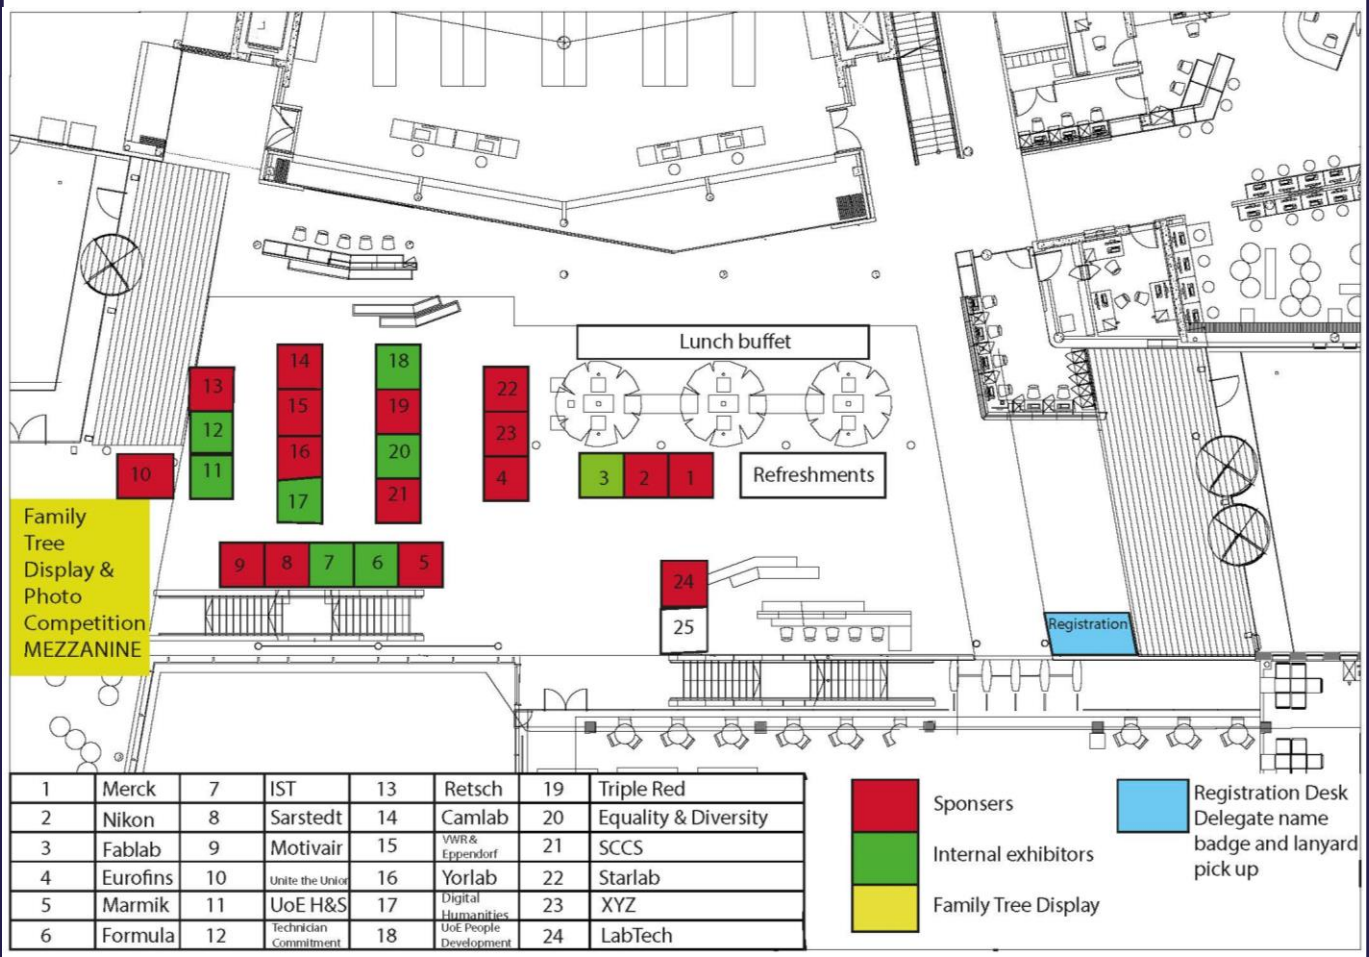 Lunch buffet
14
18
13
22
15
19
12
23
16
20
11
10
4
3
2
1
Refreshments
17
21
Family
Tree
Display &
Photo
Competition
MEZZANINE
9
8
7
6
5
24
25
Registration
1 Merck 7 IST 13 Retsch 19 Triple Red
2 Nikon 8 Sarstedt 14 Camlab 20 Equality & Diversity
3 Fablab 9 Motivair 15 VWR & Eppendorf 21 SCCS
4 Eurofins 10 Unite the Union 16 Yorlab 22 Starlab
5 Marmik 11 UoE H&S 17 Digital Humanities 23 XYZ
6 Formula 12 Technician Commitment 18 UoE People Development 24 LabTech
Sponsers
Internal exhibitors
Family Tree Display
Registration Desk
Delegate name
badge and lanyard
pick up